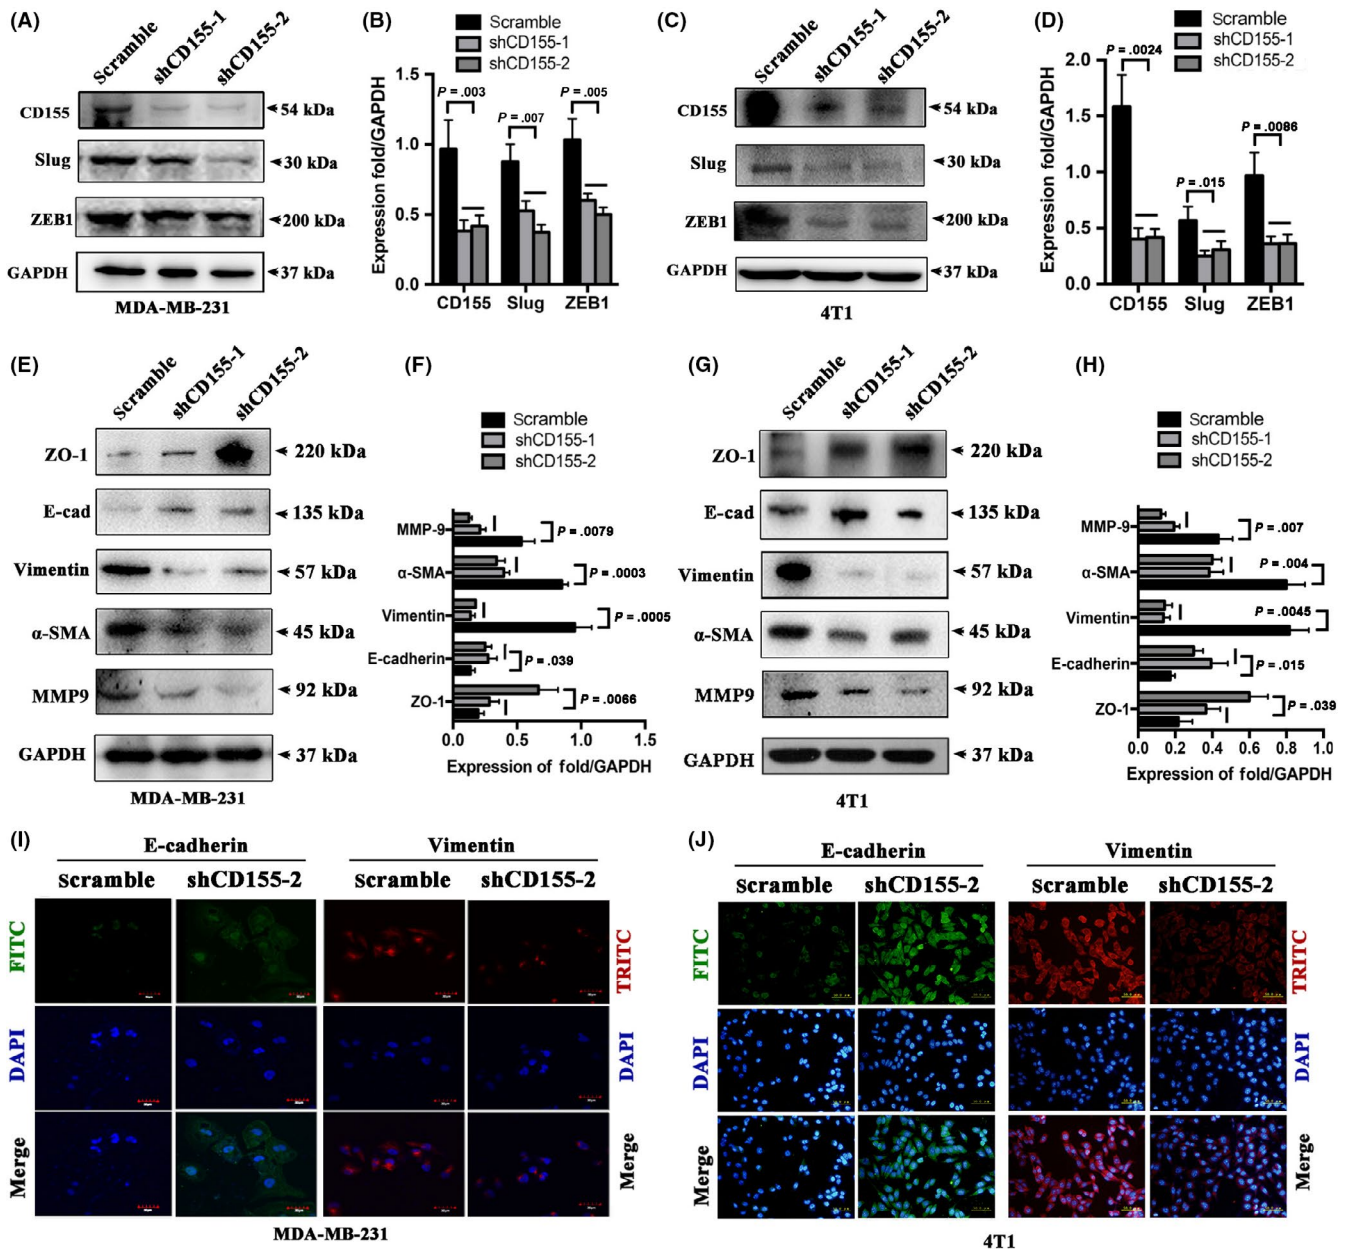 (A)
Scramble
shCD155-1
shCD155-2
CD155
54 kDa
Slug
30 kDa
ZEB1
200 kDa
GAPDH
37 kDa
MDA-MB-231
(B)
Scramble
shCD155-1
shCD155-2
Expression fold/GAPDH
1.5
1.0
0.5
0.0
P = .003
P = .007
P = .005
CD155 Slug ZEB1
(C)
Scramble
shCD155-1
shCD155-2
CD155
54 kDa
Slug
30 kDa
ZEB1
200 kDa
GAPDH
37 kDa
4T1
(D)
Scramble
shCD155-1
shCD155-2
Expression fold/GAPDH
2.0
1.5
1.0
0.5
0.0
P = .0024
P = .015
P = .0086
CD155 Slug ZEB1
(E)
Scramble
shCD155-1
shCD155-2
ZO-1
220 kDa
E-cad
135 kDa
Vimentin
57 kDa
α-SMA
45 kDa
MMP9
92 kDa
GAPDH
37 kDa
MDA-MB-231
(F)
Scramble
shCD155-1
shCD155-2
MMP-9
P = .0079
α-SMA
P = .0003
Vimentin
P = .0005
E-cadherin
P = .039
ZO-1
P = .0066
0.0 0.5 1.0 1.5
Expression of fold/GAPDH
(G)
Scramble
shCD155-1
shCD155-2
ZO-1
220 kDa
E-cad
135 kDa
Vimentin
57 kDa
α-SMA
45 kDa
MMP9
92 kDa
GAPDH
37 kDa
4T1
(H)
Scramble
shCD155-1
shCD155-2
MMP-9
P = .007
α-SMA
P = .004
Vimentin
P = .0045
E-cadherin
P = .015
ZO-1
P = .039
0.0 0.2 0.4 0.6 0.8 1.0
Expression of fold/GAPDH
(I)
E-cadherin Vimentin
Scramble shCD155-2 Scramble shCD155-2
FITC
TRITC
DAPI
DAPI
Merge
Merge
MDA-MB-231
(J)
E-cadherin Vimentin
Scramble shCD155-2 Scramble shCD155-2
FITC
TRITC
DAPI
DAPI
Merge
Merge
4T1